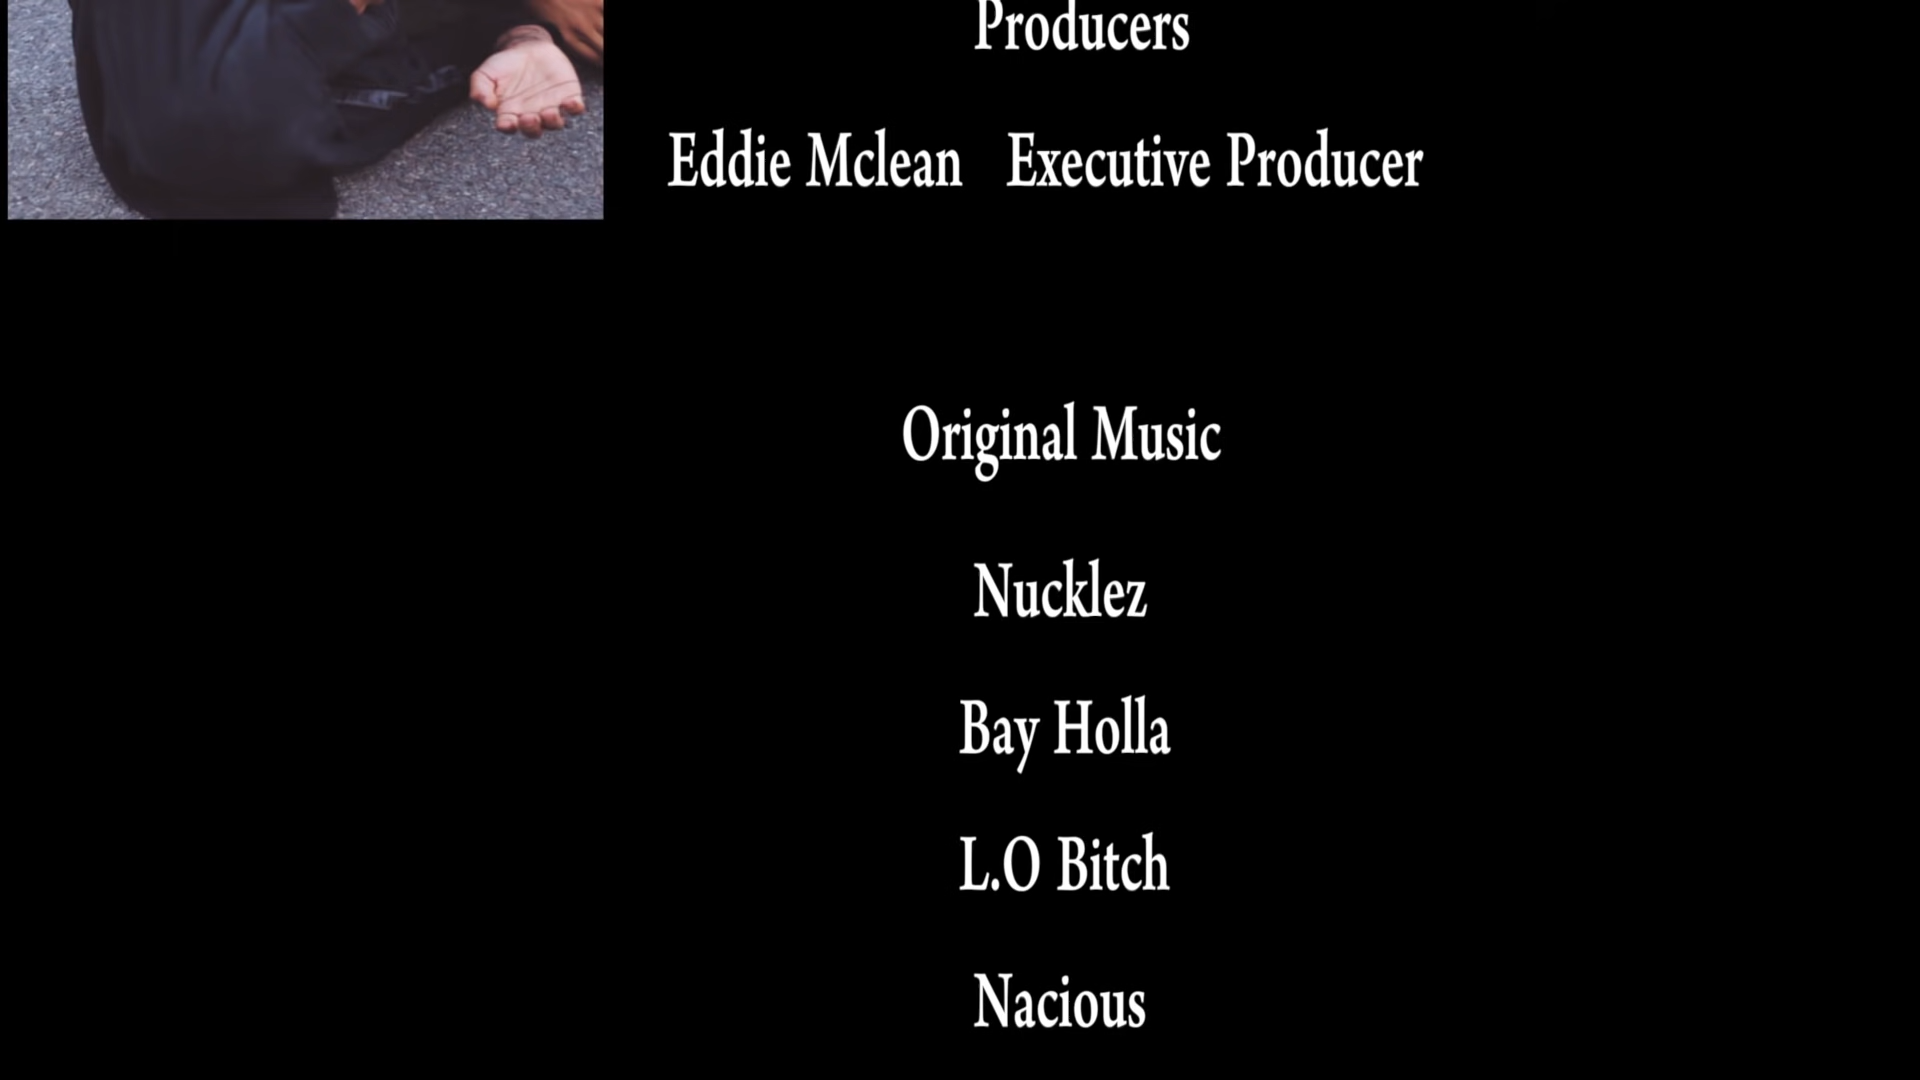 Producers
Eddie Mclean Executive Producer
Original Music
Nucklez
Bay Holla
L.O Bitch
Nacious